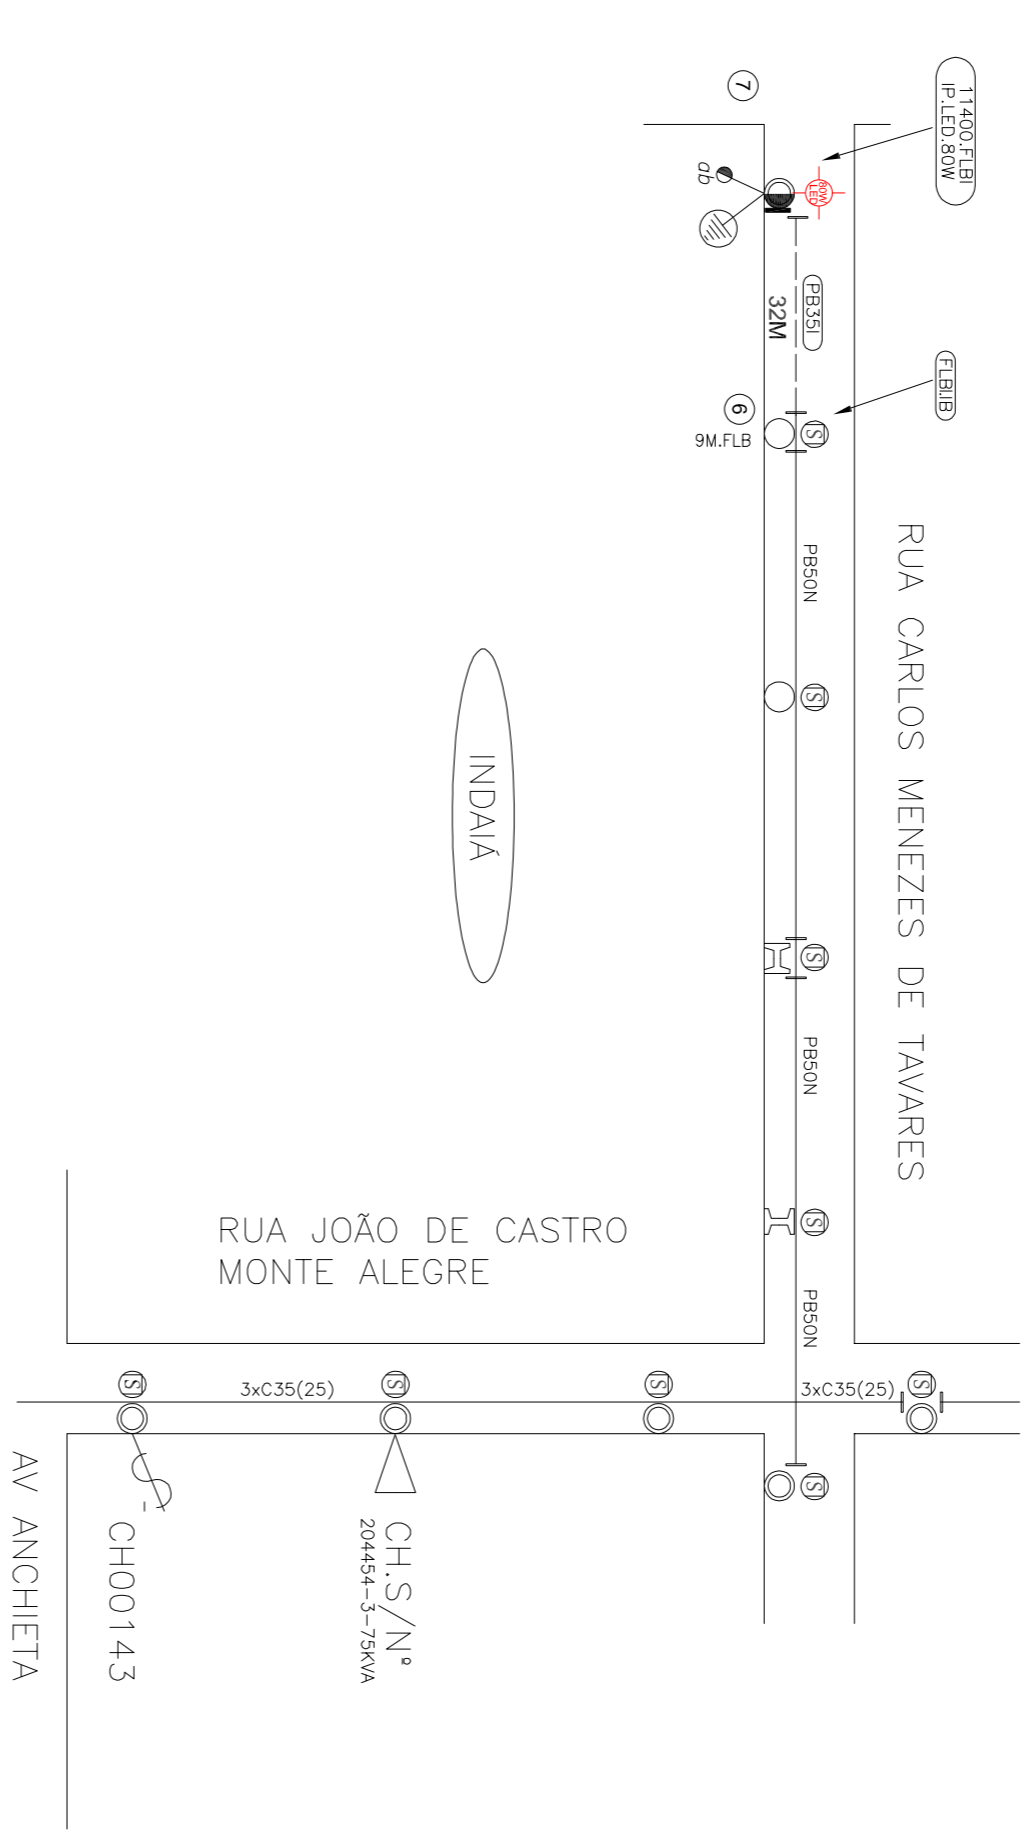 11400.FLBI
IP.LED.80W
7
80W
LED
ab
PB35I
32M
FLBI.IB
6
9M.FLB
S
PB50N
RUA CARLOS MENEZES DE TAVARES
S
INDAIÁ
S
PB50N
S
RUA JOÃO DE CASTRO
MONTE ALEGRE
PB50N
S
3xC35(25)
S
S
3xC35(25)
S
S
AV ANCHIETA
CH00143
CH.S/Nº
204454-3-75KVA